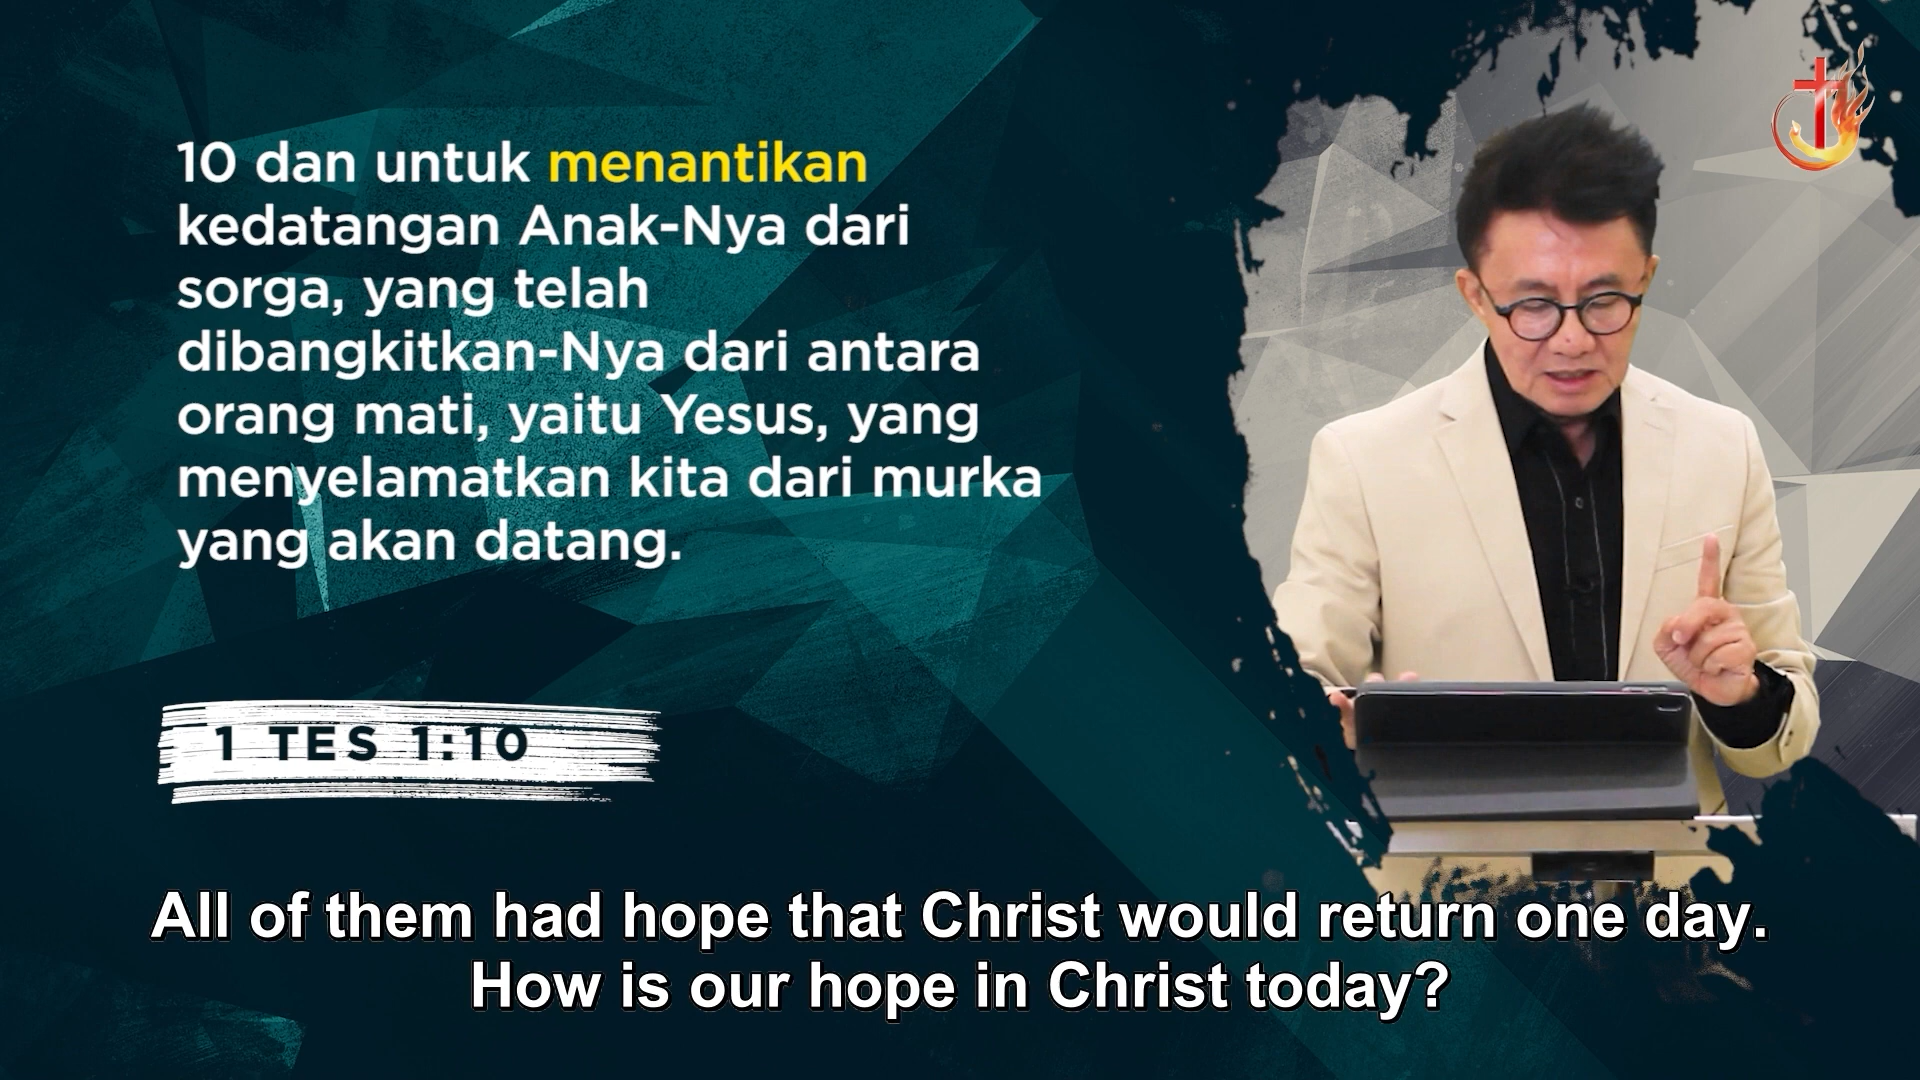 10 dan untuk menantikan
kedatangan Anak-Nya dari
sorga, yang telah
dibangkitkan-Nya dari antara
orang mati, yaitu Yesus, yang
menyelamatkan kita dari murka
yang akan datang.
1 TES 1:10
All of them had hope that Christ would return one day.
How is our hope in Christ today?